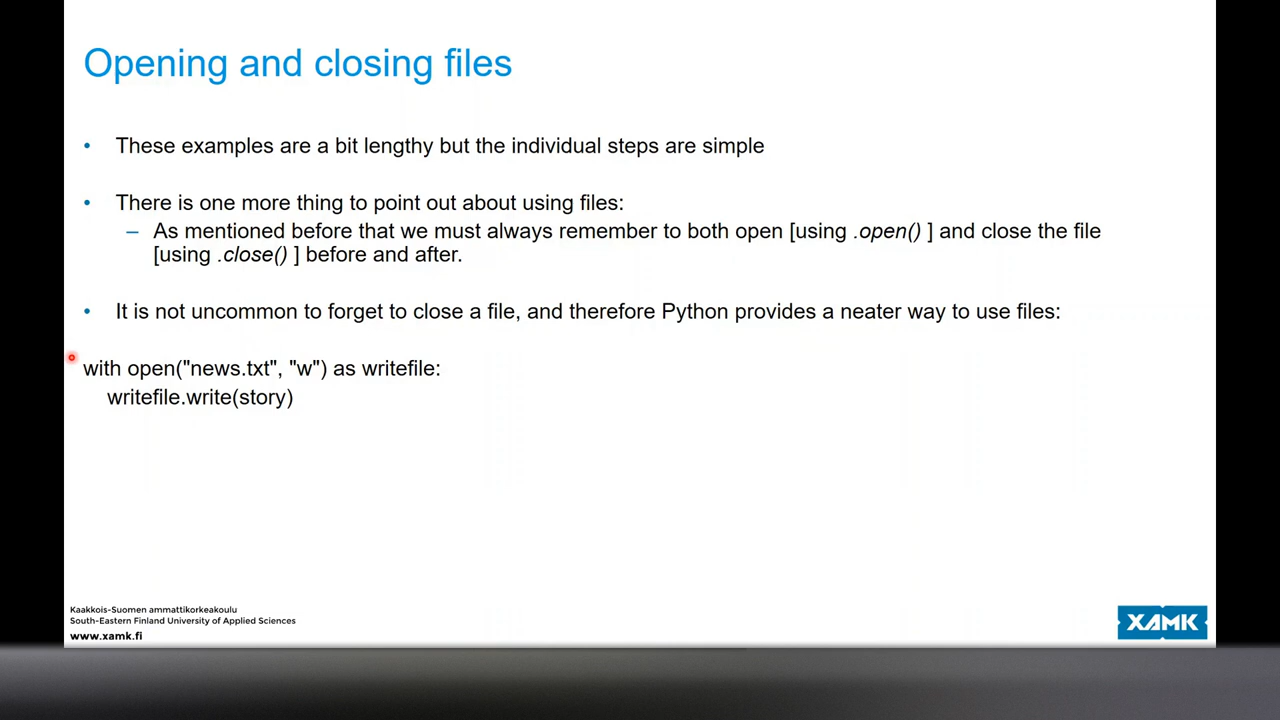 Opening and closing files
• These examples are a bit lengthy but the individual steps are simple
• There is one more thing to point out about using files:
– As mentioned before that we must always remember to both open [using .open() ] and close the file
[using .close() ] before and after.
• It is not uncommon to forget to close a file, and therefore Python provides a neater way to use files:
with open("news.txt", "w") as writefile:
writefile.write(story)
Kaakkois-Suomen ammattikorkeakoulu
South-Eastern Finland University of Applied Sciences
www.xamk.fi
XAMK